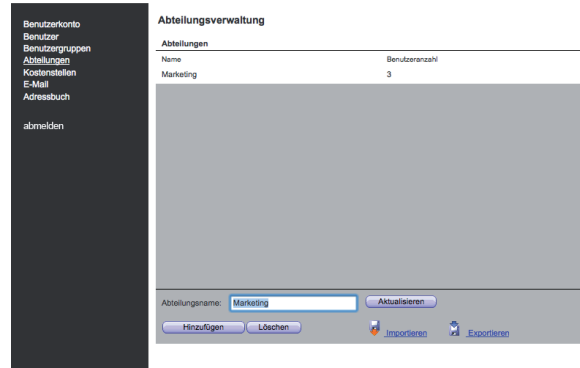 Benutzerkonto
Benutzer
Benutzergruppen
Abteilungen
Kostenstellen
E-Mail
Adressbuch
abmelden
Abteilungsverwaltung
Abteilungen
Name Benutzeranzahl
Marketing 3
Abteilungsname: Marketing Aktualisieren
Hinzufügen Löschen Importieren Exportieren